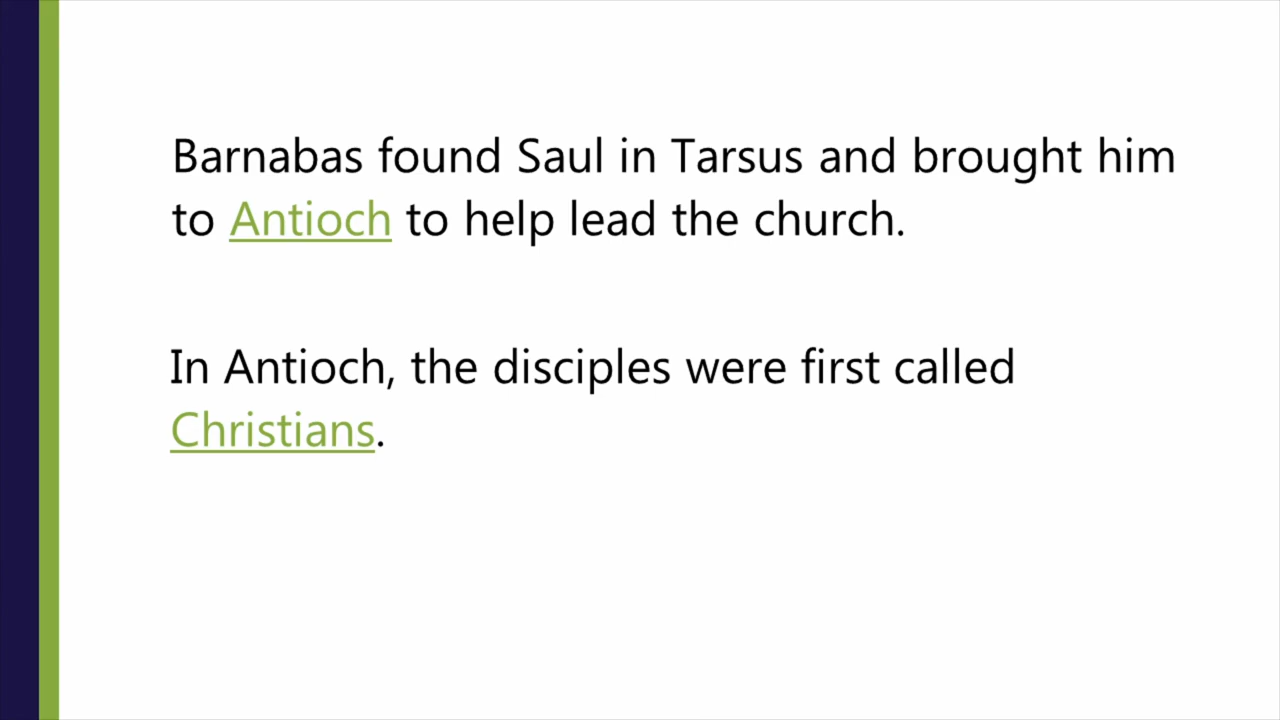 Barnabas found Saul in Tarsus and brought him
to Antioch to help lead the church.
In Antioch, the disciples were first called
Christians.